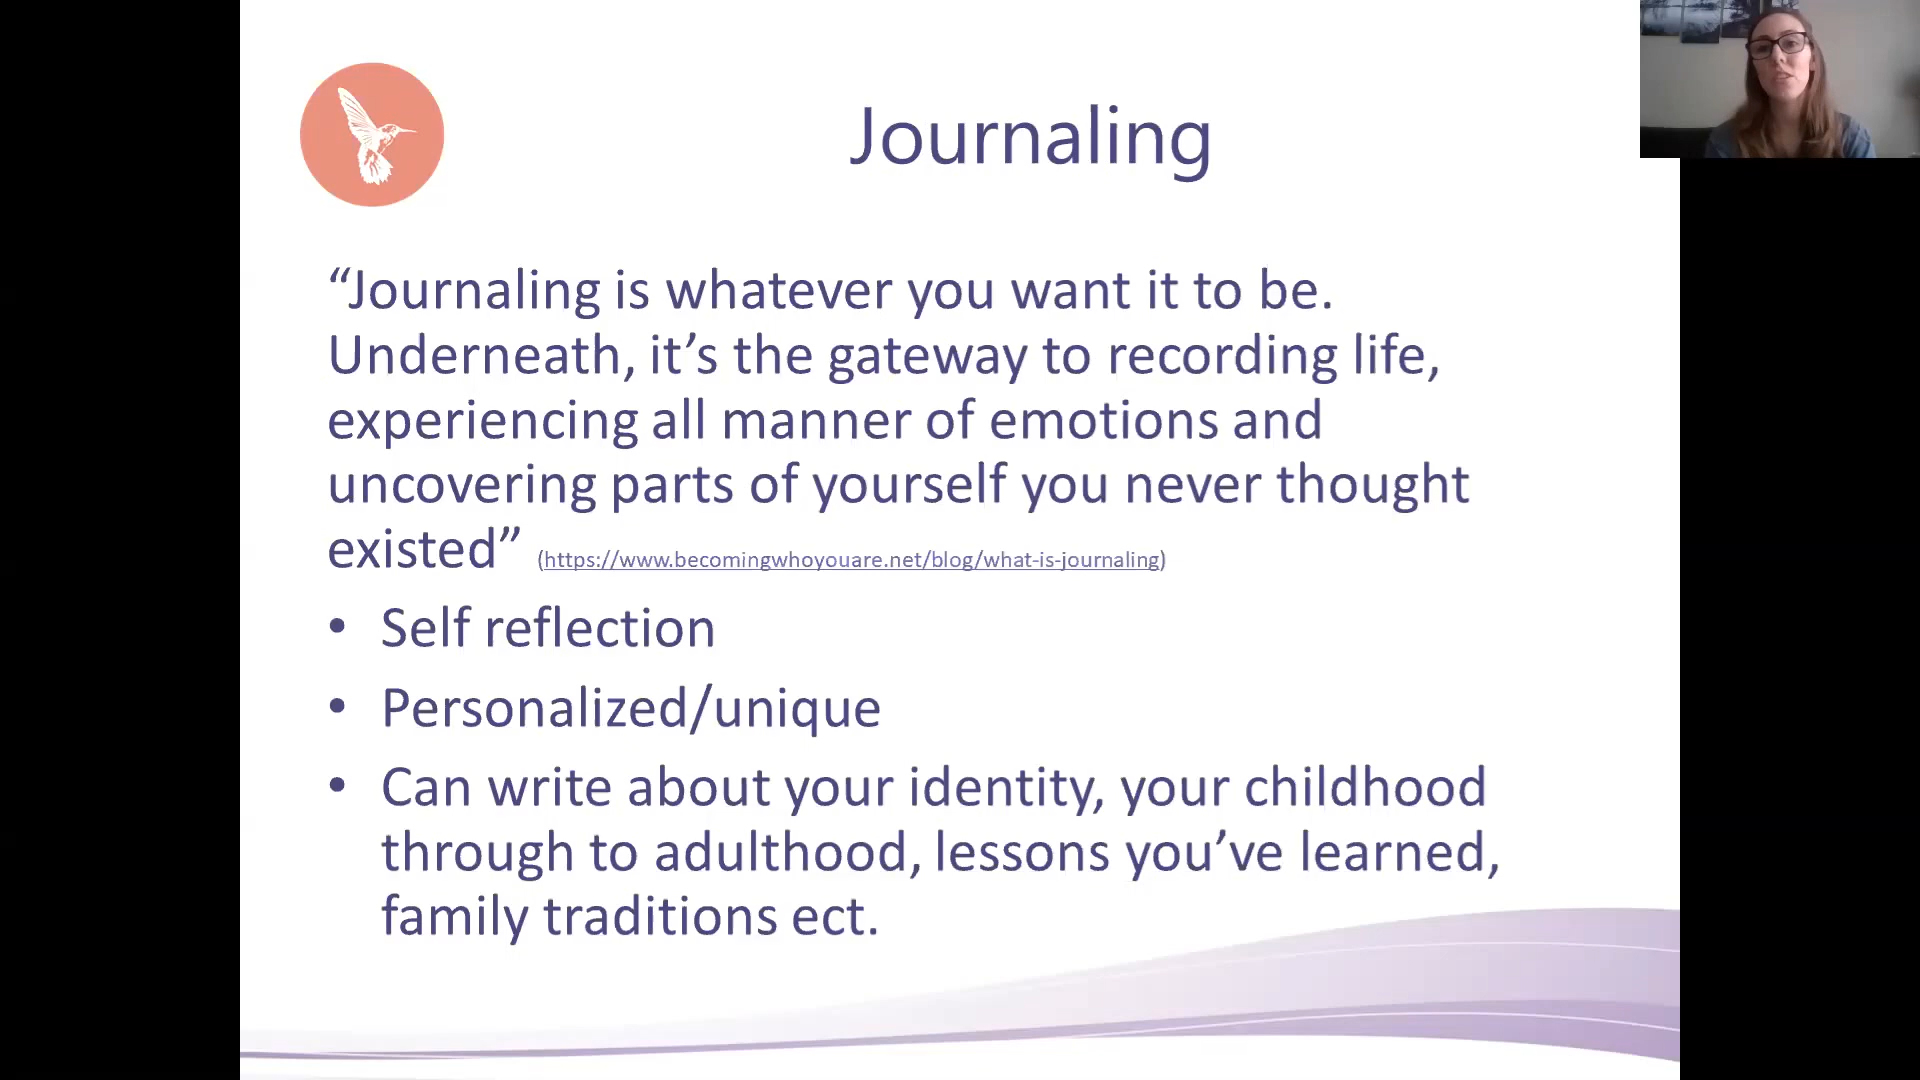 Journaling
“Journaling is whatever you want it to be.
Underneath, it’s the gateway to recording life,
experiencing all manner of emotions and
uncovering parts of yourself you never thought
existed” (https://www.becomingwhoyouare.net/blog/what-is-journaling)
• Self reflection
• Personalized/unique
• Can write about your identity, your childhood
through to adulthood, lessons you’ve learned,
family traditions ect.